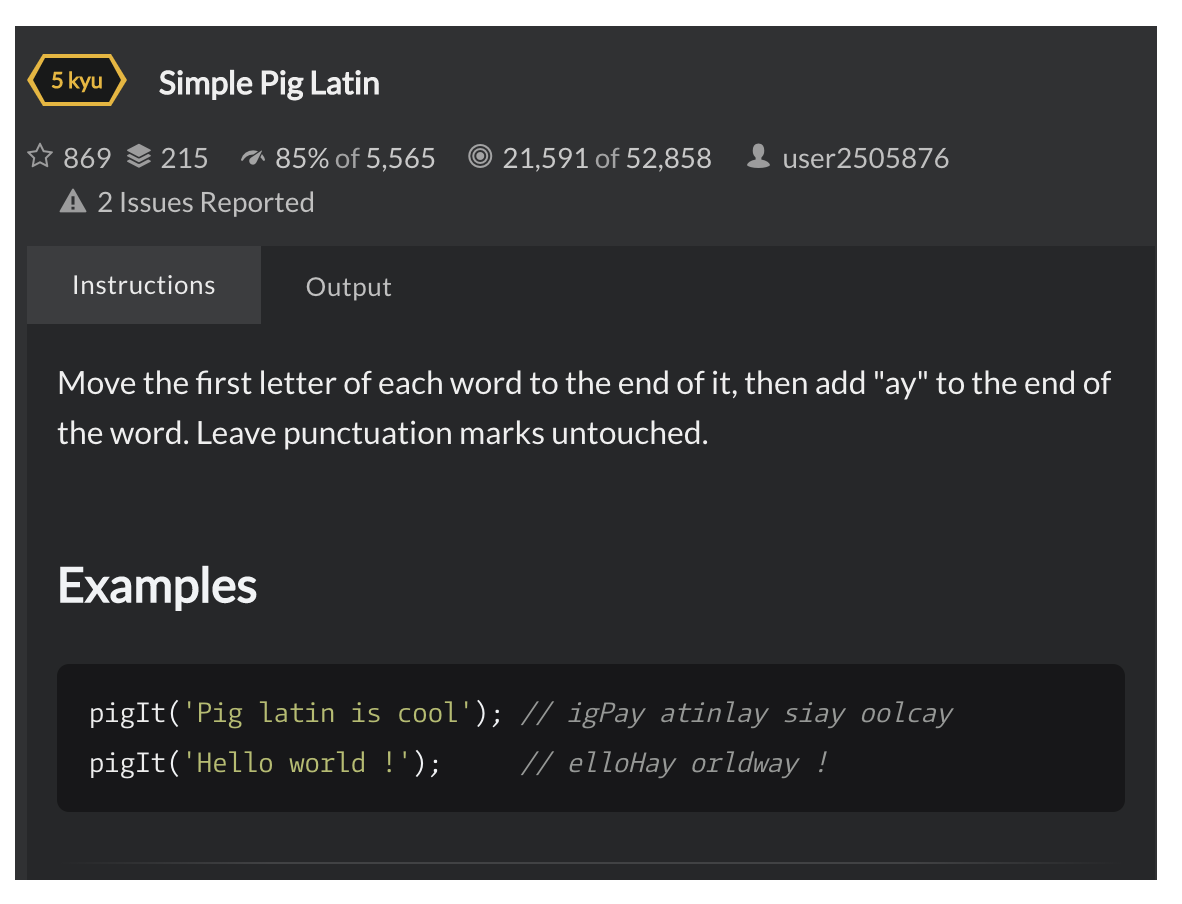 5 kyu Simple Pig Latin
869 215 85% of 5,565 21,591 of 52,858 user2505876
2 Issues Reported
Instructions Output
Move the first letter of each word to the end of it, then add "ay" to the end of
the word. Leave punctuation marks untouched.
Examples
pigIt('Pig latin is cool'); // igPay atinlay siay oolcay
pigIt('Hello world !');     // elloHay orldway !